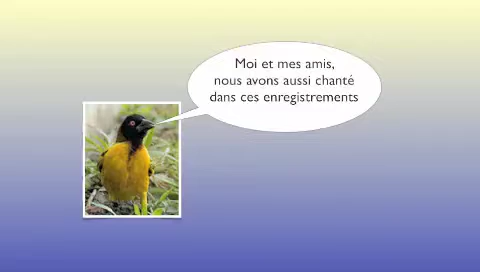 Moi et mes amis,
nous avons aussi chanté
dans ces enregistrements